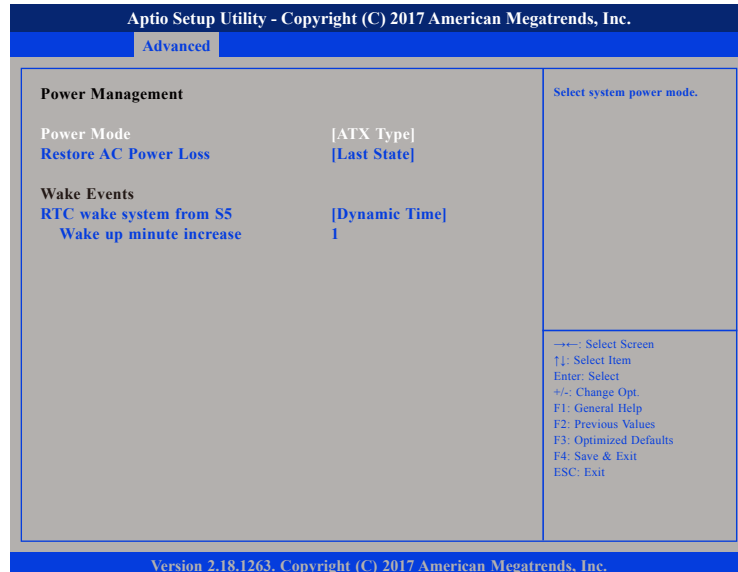 Aptio Setup Utility - Copyright (C) 2017 American Megatrends, Inc.
Advanced
Power Management
Power Mode [ATX Type]
Restore AC Power Loss [Last State]
Wake Events
RTC wake system from S5 [Dynamic Time]
Wake up minute increase 1
Select system power mode.
→←: Select Screen
↑↓: Select Item
Enter: Select
+/-: Change Opt.
F1: General Help
F2: Previous Values
F3: Optimized Defaults
F4: Save & Exit
ESC: Exit
Version 2.18.1263. Copyright (C) 2017 American Megatrends, Inc.